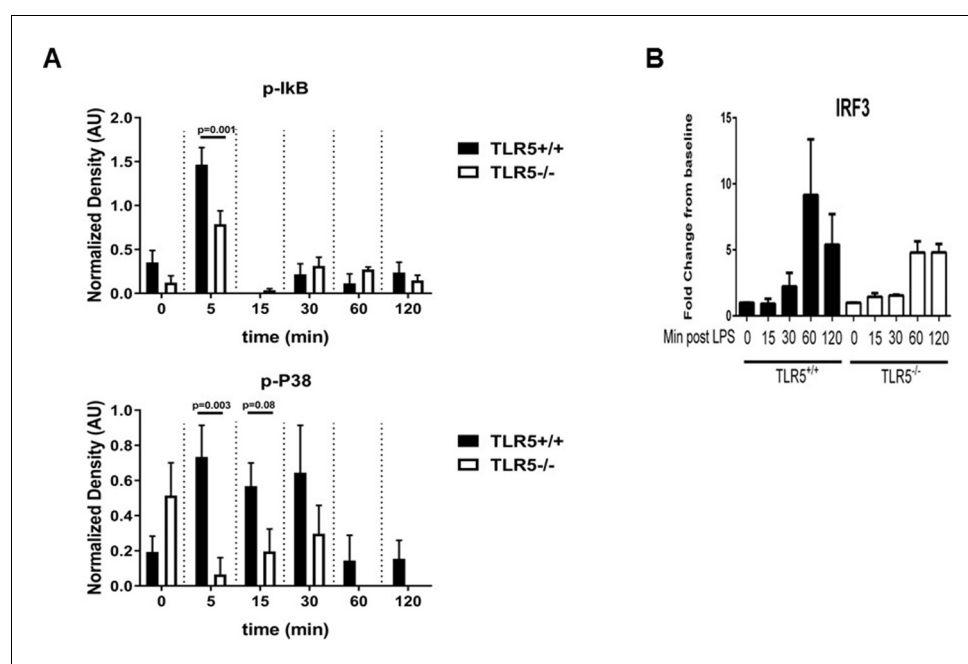 A
p-IkB
Normalized Density (AU)
2.0
1.5
1.0
0.5
0.0
p=0.001
0 5 15 30 60 120
time (min)
TLR5+/+
TLR5-/-
p-P38
Normalized Density (AU)
1.0
0.8
0.6
0.4
0.2
0.0
p=0.003 p=0.08
0 5 15 30 60 120
time (min)
TLR5+/+
TLR5-/-
B
IRF3
Fold Change from baseline
15
10
5
0
Min post LPS 0 15 30 60 120 0 15 30 60 120
TLR5+/+ TLR5-/-